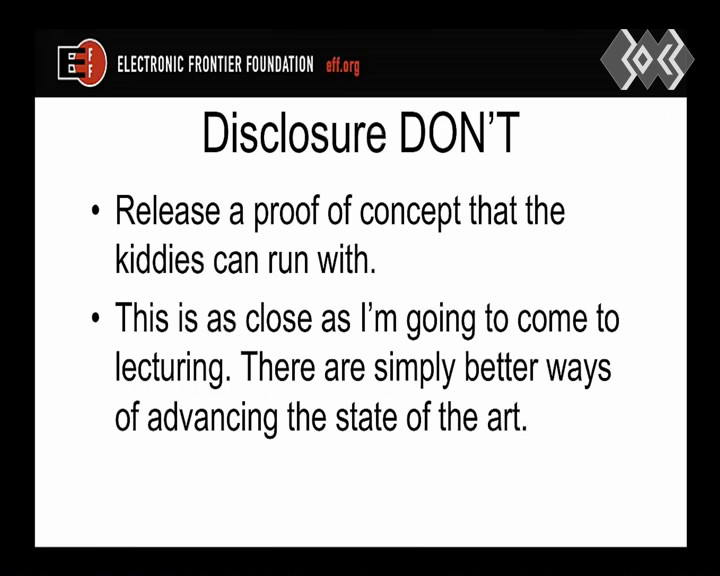 EFF
ELECTRONIC FRONTIER FOUNDATION eff.org
Disclosure DON'T
• Release a proof of concept that the
kiddies can run with.
• This is as close as I'm going to come to
lecturing. There are simply better ways
of advancing the state of the art.